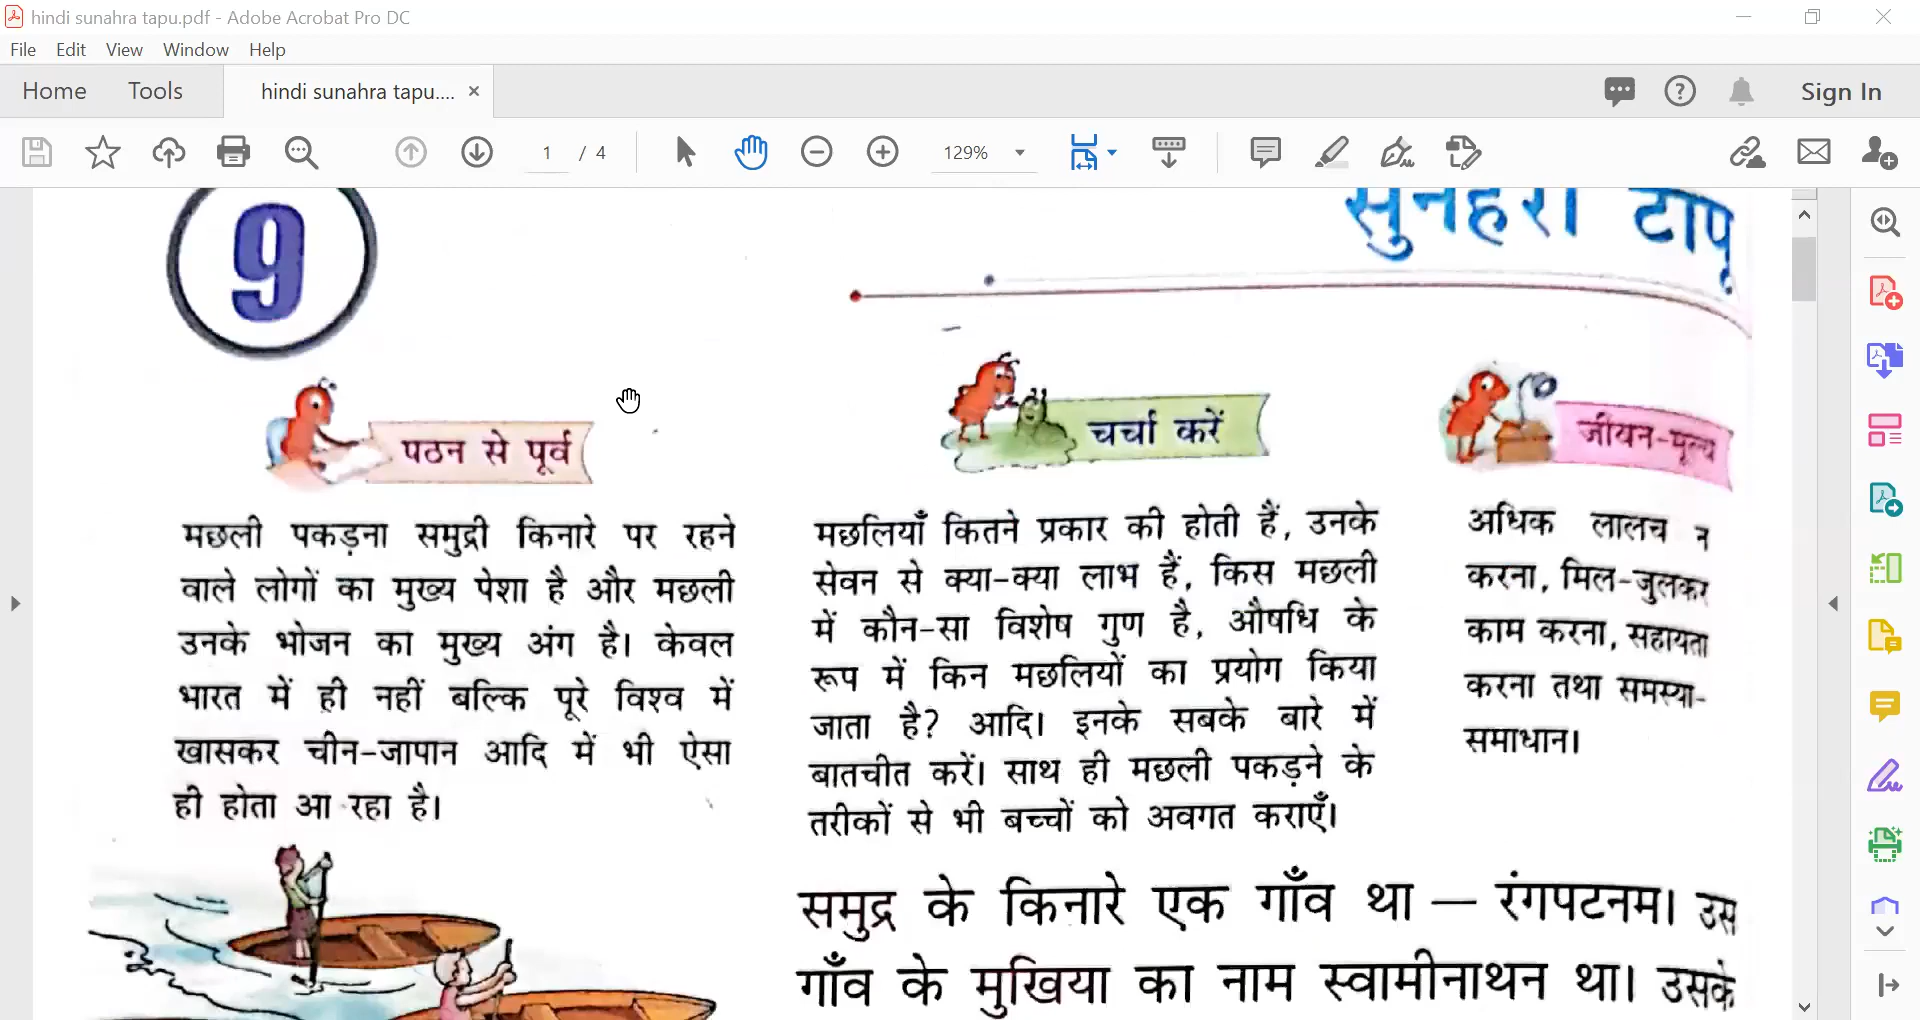 hindi sunahra tapu.pdf - Adobe Acrobat Pro DC
File Edit View Window Help
Home Tools hindi sunahra tapu.... × Sign In
1 / 4 129%
9
सुनहरा टापू
पठन से पूर्व
मछली पकड़ना समुद्री किनारे पर रहने
वाले लोगों का मुख्य पेशा है और मछली
उनके भोजन का मुख्य अंग है। केवल
भारत में ही नहीं बल्कि पूरे विश्व में
खासकर चीन-जापान आदि में भी ऐसा
ही होता आ रहा है।
चर्चा करें
मछलियाँ कितने प्रकार की होती हैं, उनके
सेवन से क्या-क्या लाभ हैं, किस मछली
में कौन-सा विशेष गुण है, औषधि के
रूप में किन मछलियों का प्रयोग किया
जाता है? आदि। इनके सबके बारे में
बातचीत करें। साथ ही मछली पकड़ने के
तरीकों से भी बच्चों को अवगत कराएँ।
जीवन-मूल्य
अधिक लालच न
करना, मिल-जुलकर
काम करना, सहायता
करना तथा समस्या-
समाधान।
समुद्र के किनारे एक गाँव था — रंगपटनम। उस
गाँव के मुखिया का नाम स्वामीनाथन था। उसके